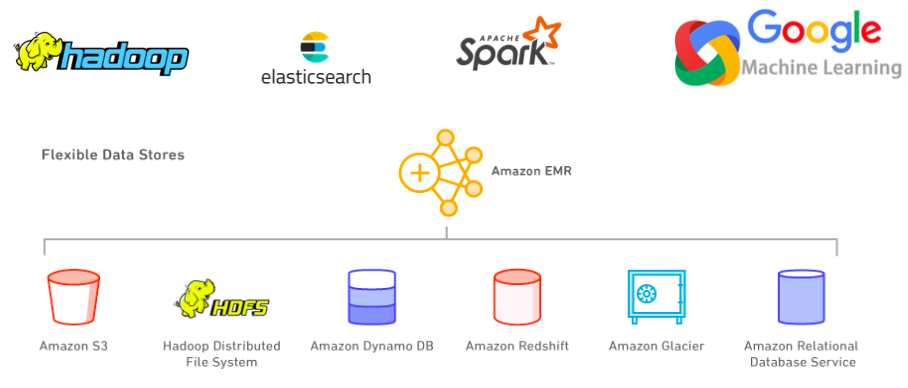 hadoop
elasticsearch
APACHE
Spark™
Google
Machine Learning
Flexible Data Stores
Amazon EMR
Amazon S3
HDFS
Hadoop Distributed
File System
Amazon Dynamo DB
Amazon Redshift
Amazon Glacier
Amazon Relational
Database Service